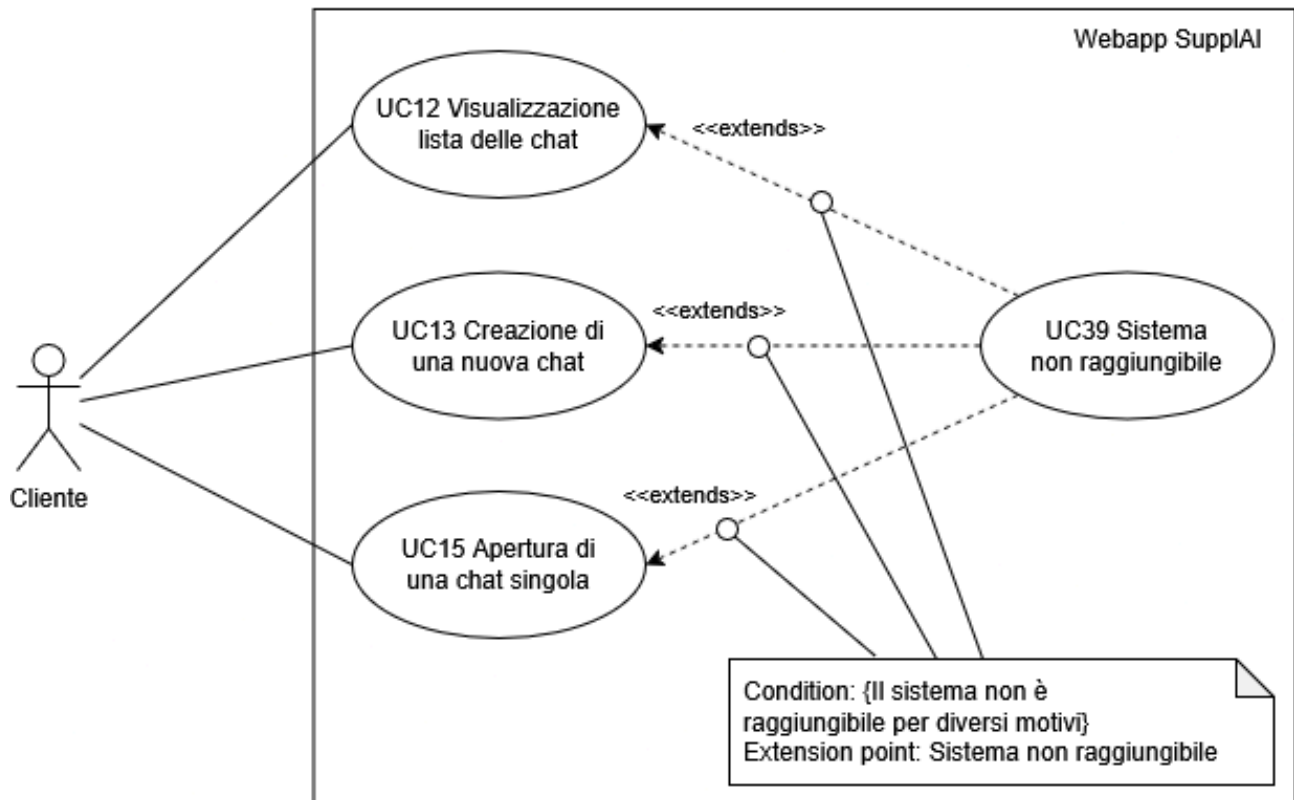 Webapp SupplAI
UC12 Visualizzazione
lista delle chat
<<extends>>
UC13 Creazione di
una nuova chat
<<extends>>
UC39 Sistema
non raggiungibile
Cliente
UC15 Apertura di
una chat singola
<<extends>>
Condition: {Il sistema non è
raggiungibile per diversi motivi}
Extension point: Sistema non raggiungibile